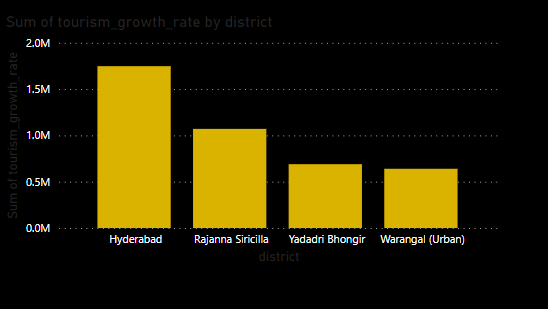 Sum of tourism_growth_rate by district
Sum of tourism_growth_rate
2.0M
1.5M
1.0M
0.5M
0.0M
Hyderabad Rajanna Siricilla Yadadri Bhongir Warangal (Urban)
district